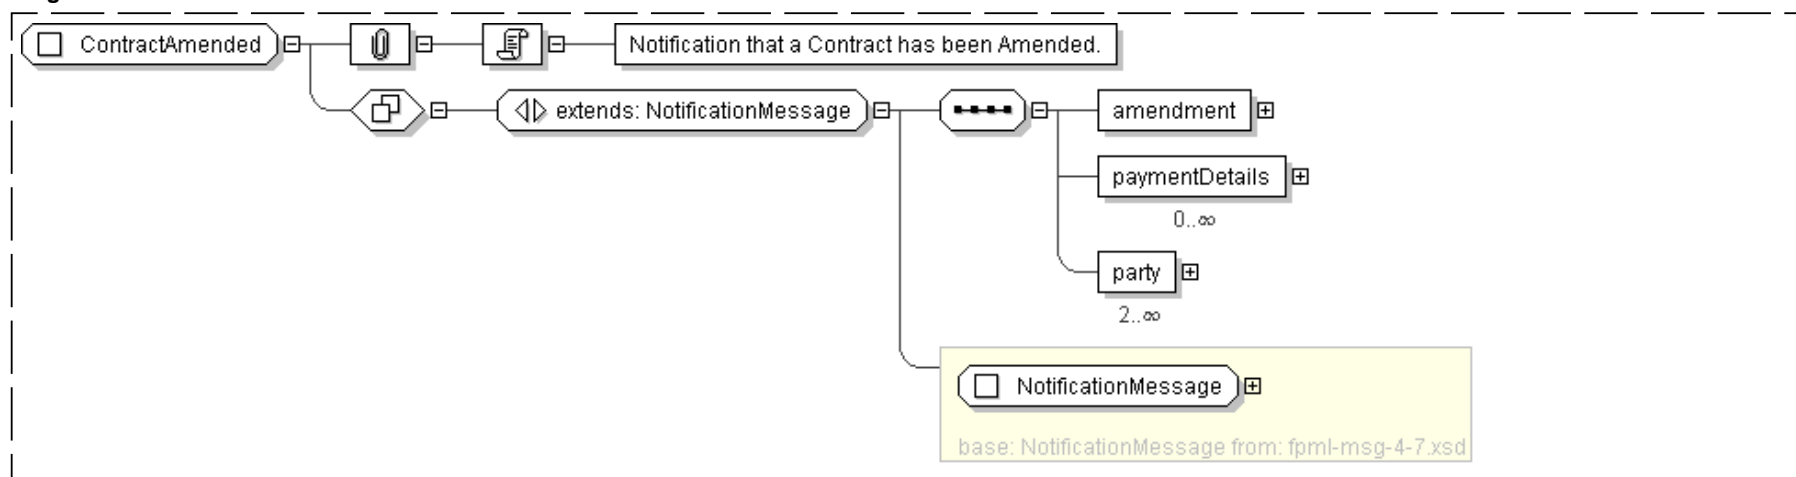 ContractAmended
Notification that a Contract has been Amended.
extends: NotificationMessage
amendment
paymentDetails
0..∞
party
2..∞
NotificationMessage
base: NotificationMessage from: fpml-msg-4-7.xsd